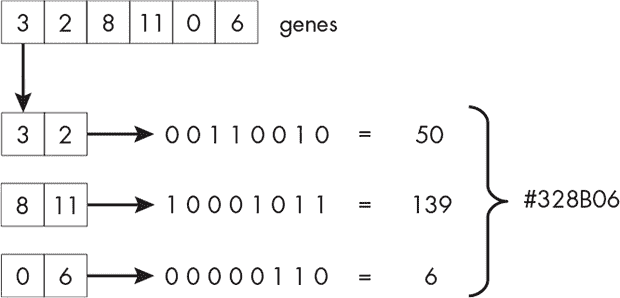 3 2 8 11 0 6 genes
3 2 0 0 1 1 0 0 1 0 = 50
8 11 1 0 0 0 1 0 1 1 = 139
#328B06
0 6 0 0 0 0 0 1 1 0 = 6